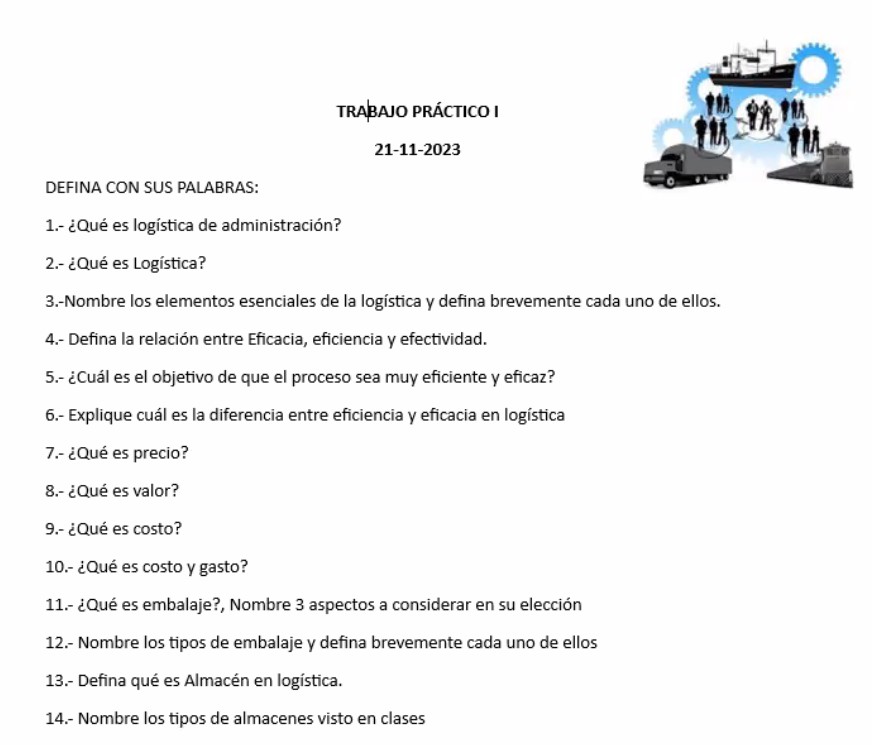 TRABAJO PRÁCTICO I
21-11-2023
DEFINA CON SUS PALABRAS:
1.- ¿Qué es logística de administración?
2.- ¿Qué es Logística?
3.-Nombre los elementos esenciales de la logística y defina brevemente cada uno de ellos.
4.- Defina la relación entre Eficacia, eficiencia y efectividad.
5.- ¿Cuál es el objetivo de que el proceso sea muy eficiente y eficaz?
6.- Explique cuál es la diferencia entre eficiencia y eficacia en logística
7.- ¿Qué es precio?
8.- ¿Qué es valor?
9.- ¿Qué es costo?
10.- ¿Qué es costo y gasto?
11.- ¿Qué es embalaje?, Nombre 3 aspectos a considerar en su elección
12.- Nombre los tipos de embalaje y defina brevemente cada uno de ellos
13.- Defina qué es Almacén en logística.
14.- Nombre los tipos de almacenes visto en clases